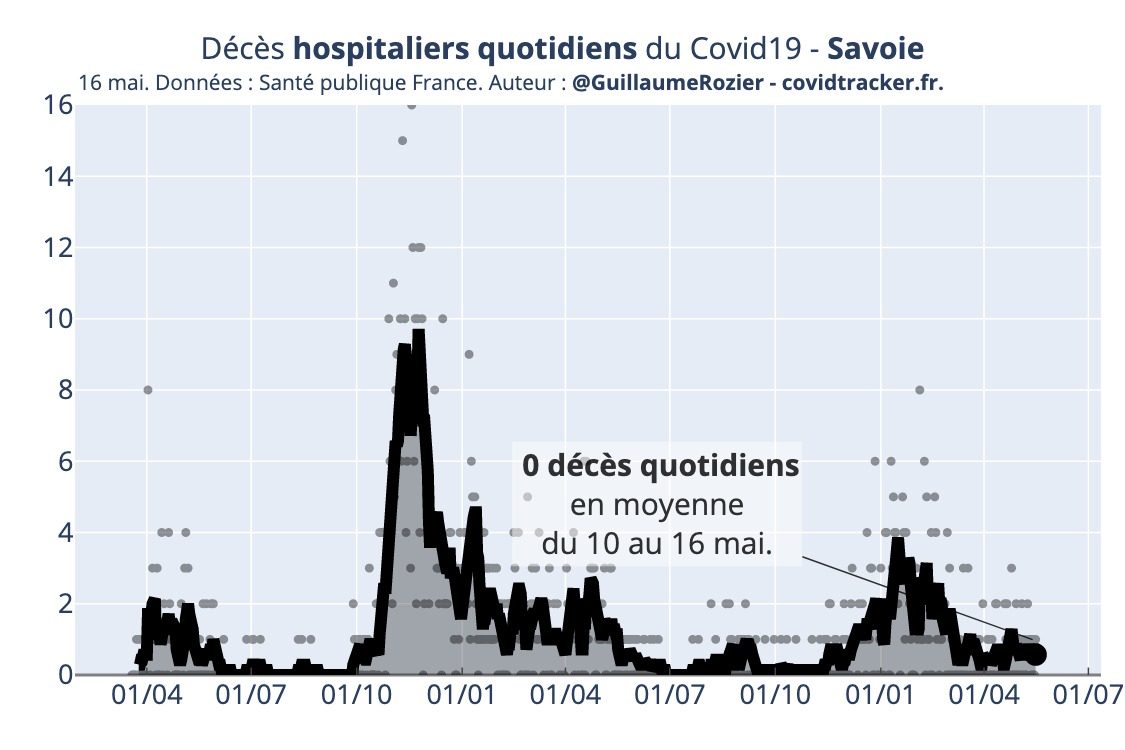 Décès hospitaliers quotidiens du Covid19 - Savoie
16 mai. Données : Santé publique France. Auteur : @GuillaumeRozier - covidtracker.fr.
16
14
12
10
8
6
4
2
0
0 décès quotidiens
en moyenne
du 10 au 16 mai.
01/04 01/07 01/10 01/01 01/04 01/07 01/10 01/01 01/04 01/07